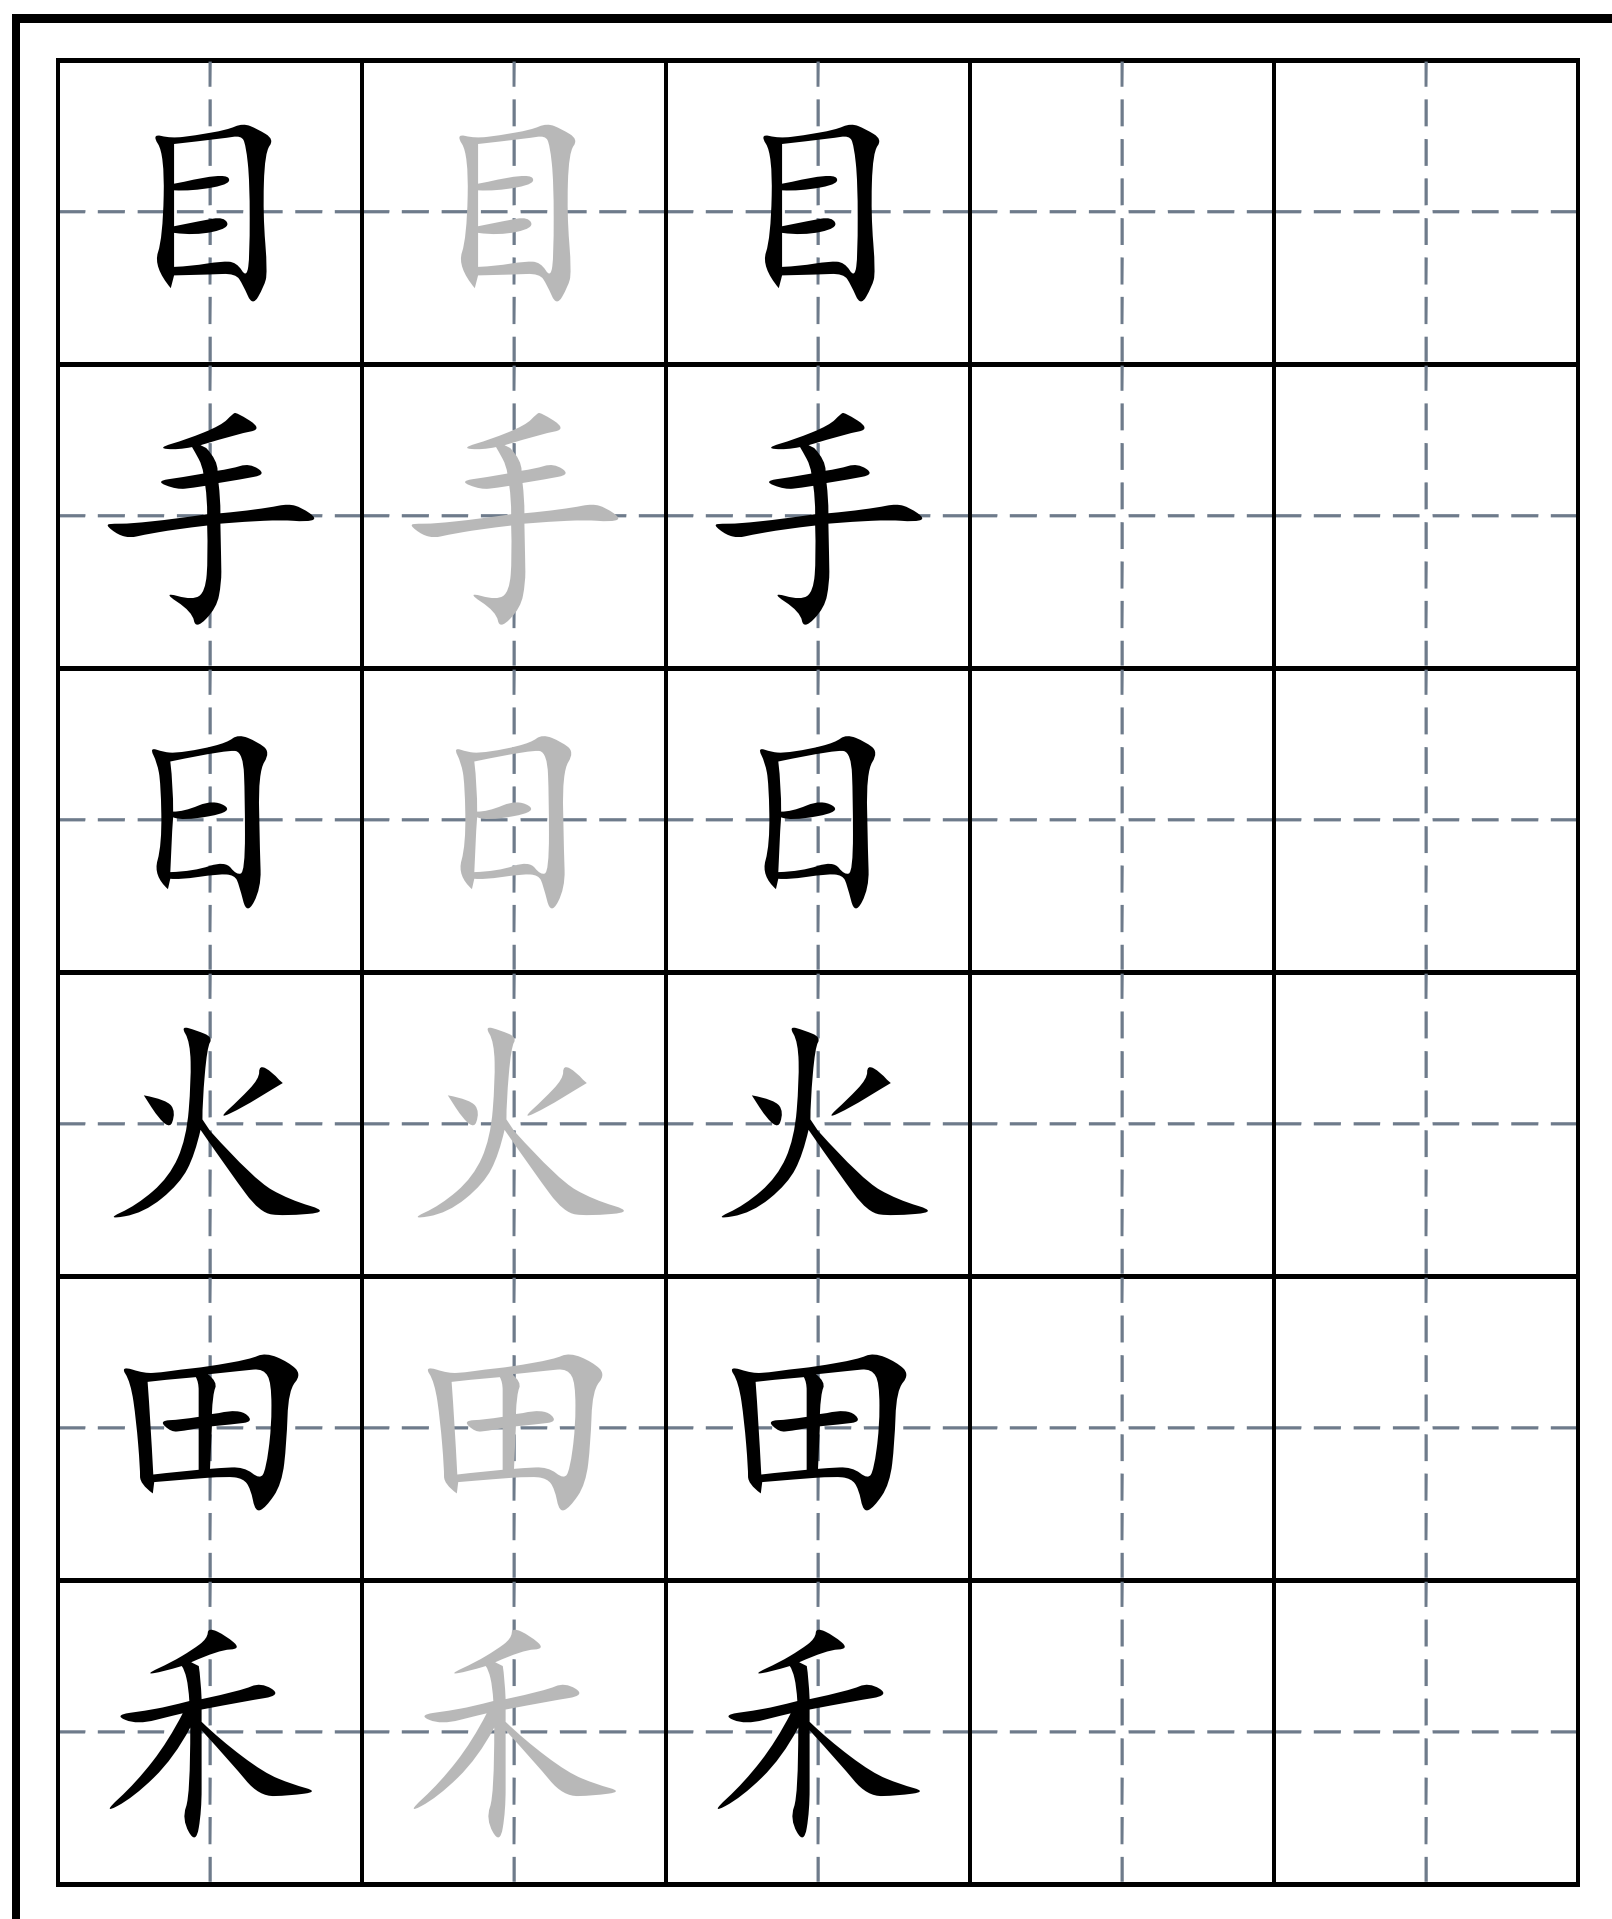 目 目 目
手 手 手
日 日 日
火 火 火
田 田 田
禾 禾 禾